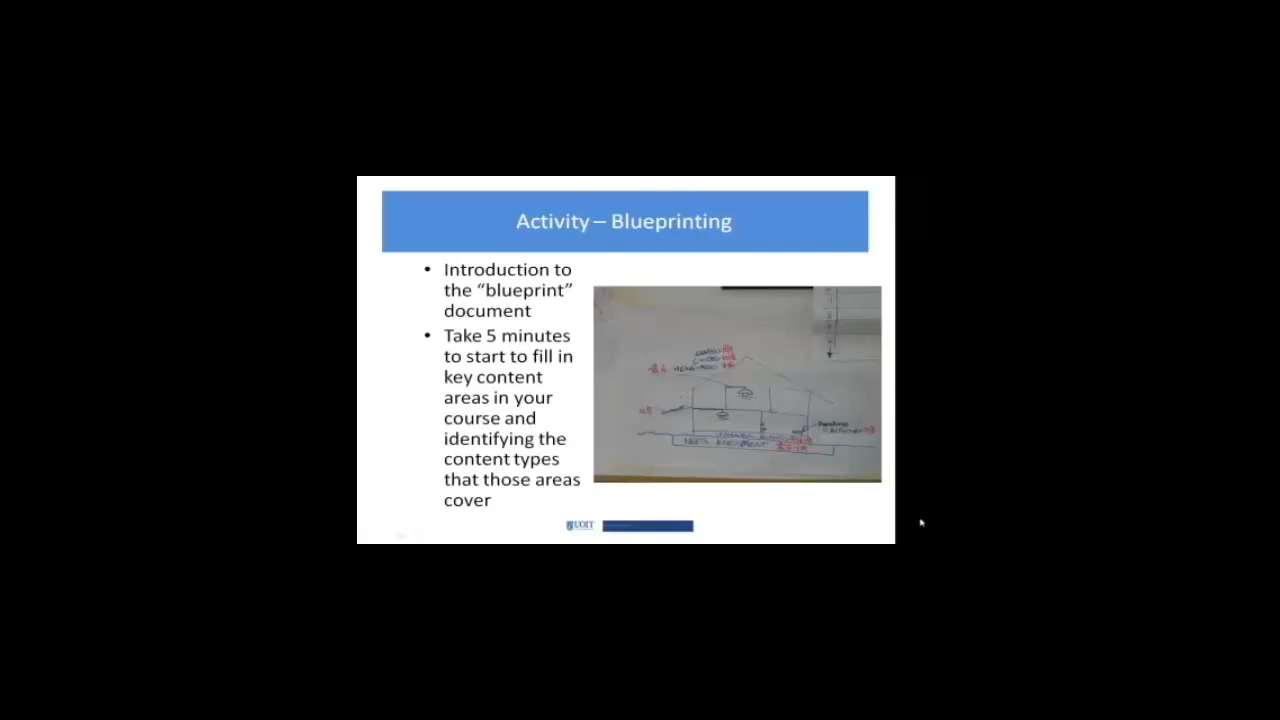 Activity – Blueprinting
• Introduction to
the “blueprint”
document
• Take 5 minutes
to start to fill in
key content
areas in your
course and
identifying the
content types
that those areas
cover
UOIT